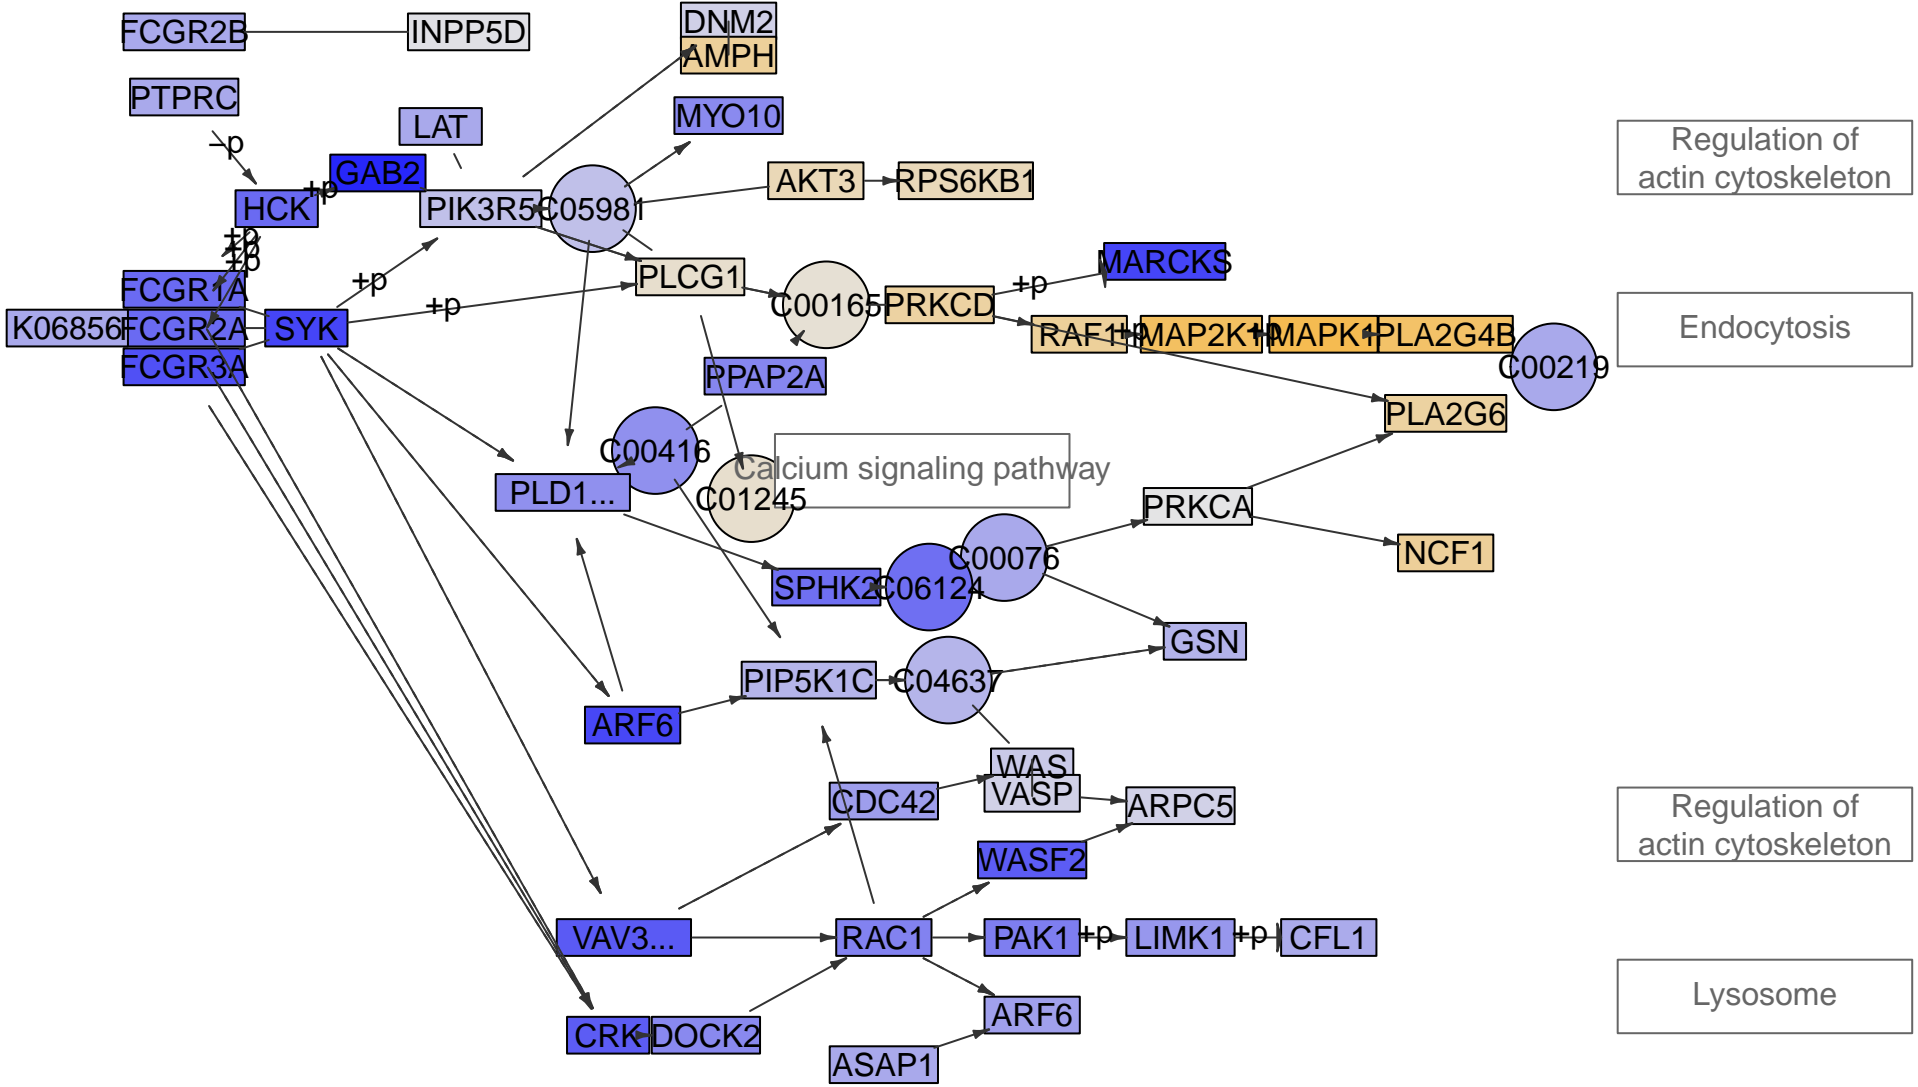 FCGR2B
INPP5D
DNM2
AMPH
PTPRC
MYO10
LAT
Regulation of
actin cytoskeleton
−p
GAB2
+p
HCK
PIK3R5
C05981
AKT3
RPS6KB1
+p
+p
+p
MARCKS
FCGR1A
+p
+p
PLCG1
C00165
PRKCD
+p
K06856
FCGR2A
SYK
RAF1
+p
MAP2K1
+p
MAPK1
PLA2G4B
Endocytosis
FCGR3A
PPAP2A
C00219
PLA2G6
C00416
Calcium signaling pathway
PLD1...
C01245
PRKCA
NCF1
C00076
SPHK2
C06124
GSN
PIP5K1C
C04637
ARF6
WAS
VASP
CDC42
ARPC5
Regulation of
actin cytoskeleton
WASF2
VAV3...
RAC1
PAK1
+p
LIMK1
+p
CFL1
Lysosome
ARF6
CRK
DOCK2
ASAP1